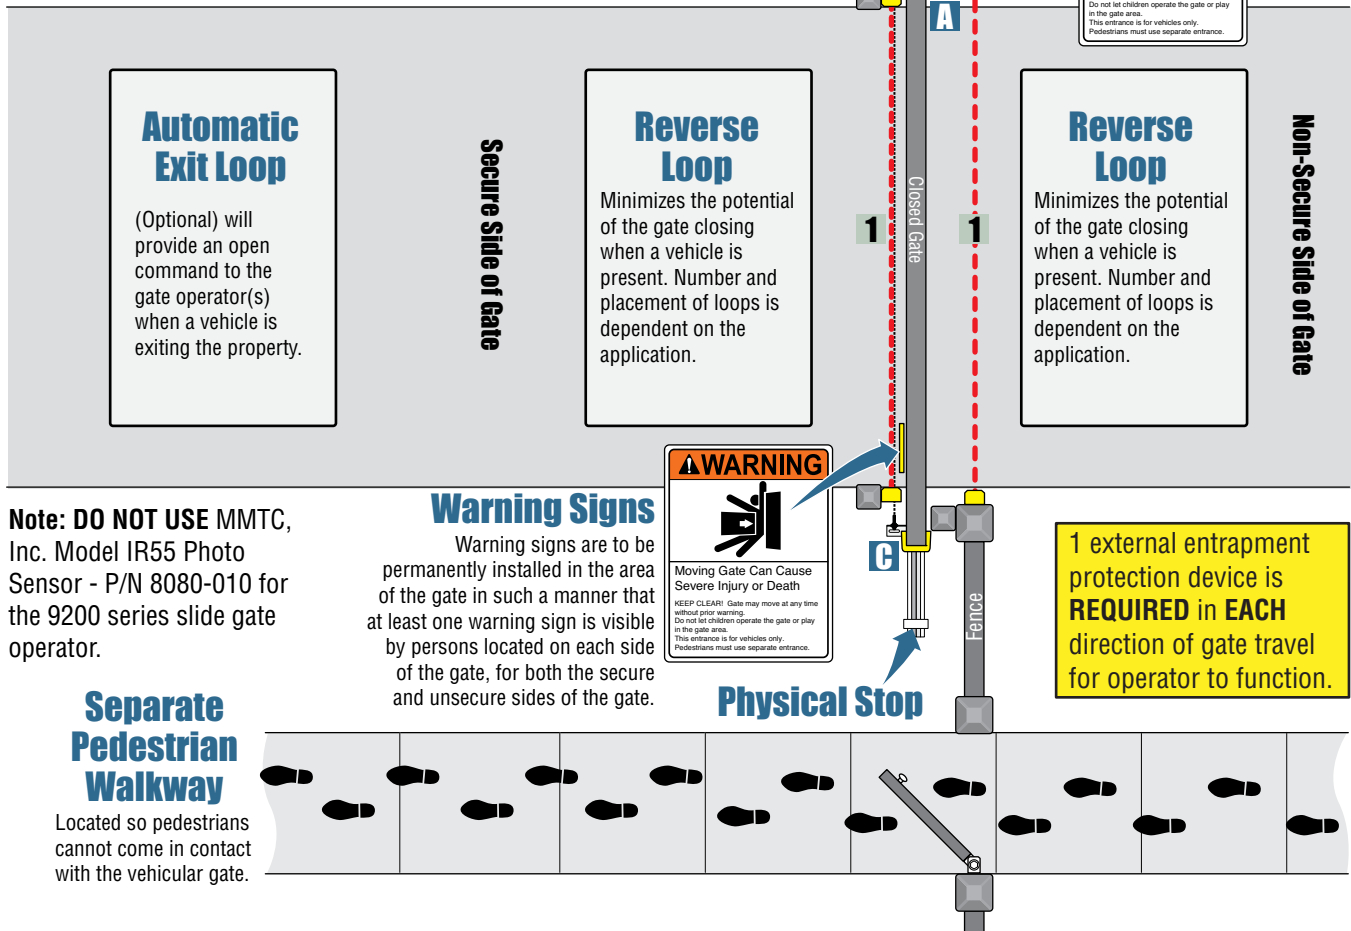 A
Do not let children operate the gate or play
in the gate area.
This entrance is for vehicles only.
Pedestrians must use separate entrance.
Automatic
Exit Loop
(Optional) will
provide an open
command to the
gate operator(s)
when a vehicle is
exiting the property.
Secure Side of Gate
Reverse
Loop
Minimizes the potential
of the gate closing
when a vehicle is
present. Number and
placement of loops is
dependent on the
application.
1
Closed Gate
1
Reverse
Loop
Minimizes the potential
of the gate closing
when a vehicle is
present. Number and
placement of loops is
dependent on the
application.
Non-Secure Side of Gate
Note: DO NOT USE MMTC,
Inc. Model IR55 Photo
Sensor - P/N 8080-010 for
the 9200 series slide gate
operator.
Warning Signs
Warning signs are to be
permanently installed in the area
of the gate in such a manner that
at least one warning sign is visible
by persons located on each side
of the gate, for both the secure
and unsecure sides of the gate.
WARNING
Moving Gate Can Cause
Severe Injury or Death
KEEP CLEAR! Gate may move at any time
without prior warning.
Do not let children operate the gate or play
in the gate area.
This entrance is for vehicles only.
Pedestrians must use separate entrance.
C
Physical Stop
Fence
1 external entrapment
protection device is
REQUIRED in EACH
direction of gate travel
for operator to function.
Separate
Pedestrian
Walkway
Located so pedestrians
cannot come in contact
with the vehicular gate.